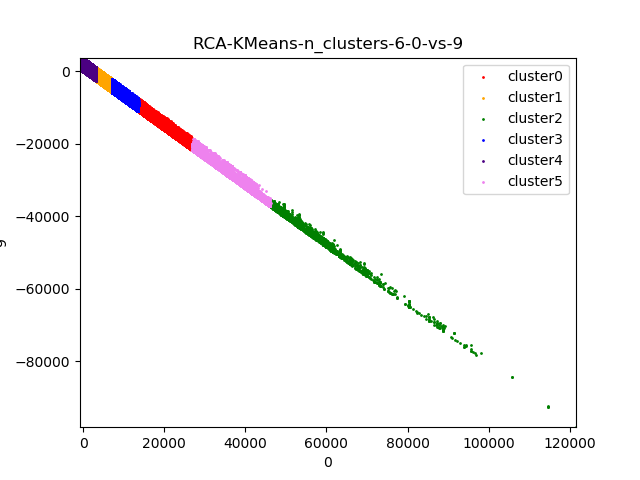 RCA-KMeans-n_clusters-6-0-vs-9
0
−20000
−40000
−60000
−80000
cluster0
cluster1
cluster2
cluster3
cluster4
cluster5
0
20000
40000
60000
80000
100000
120000
0
9